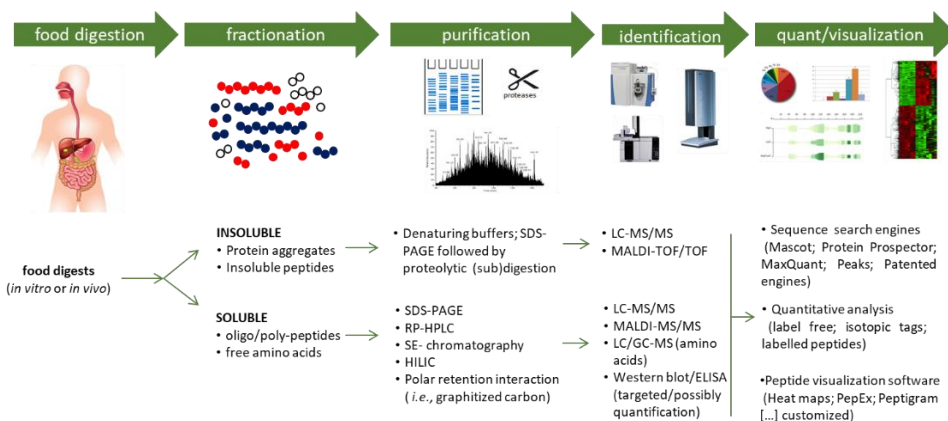 food digestion
fractionation
purification
identification
quant/visualization
proteases
INSOLUBLE
• Protein aggregates
• Insoluble peptides
• Denaturing buffers; SDS-
PAGE followed by
proteolytic (sub)digestion
• LC-MS/MS
• MALDI-TOF/TOF
• Sequence search engines
(Mascot; Protein Prospector;
MaxQuant; Peaks; Patented
engines)
food digests
(in vitro or in vivo)
SOLUBLE
• oligo/poly-peptides
• free amino acids
• SDS-PAGE
• RP-HPLC
• SE- chromatography
• HILIC
• Polar retention interaction
( i.e., graphitized carbon)
• LC-MS/MS
• MALDI-MS/MS
• LC/GC-MS (amino
acids)
• Western blot/ELISA
(targeted/possibly
quantification)
• Quantitative analysis
(label free; isotopic tags;
labelled peptides)
•Peptide visualization software
(Heat maps; PepEx; Peptigram
[...] customized)